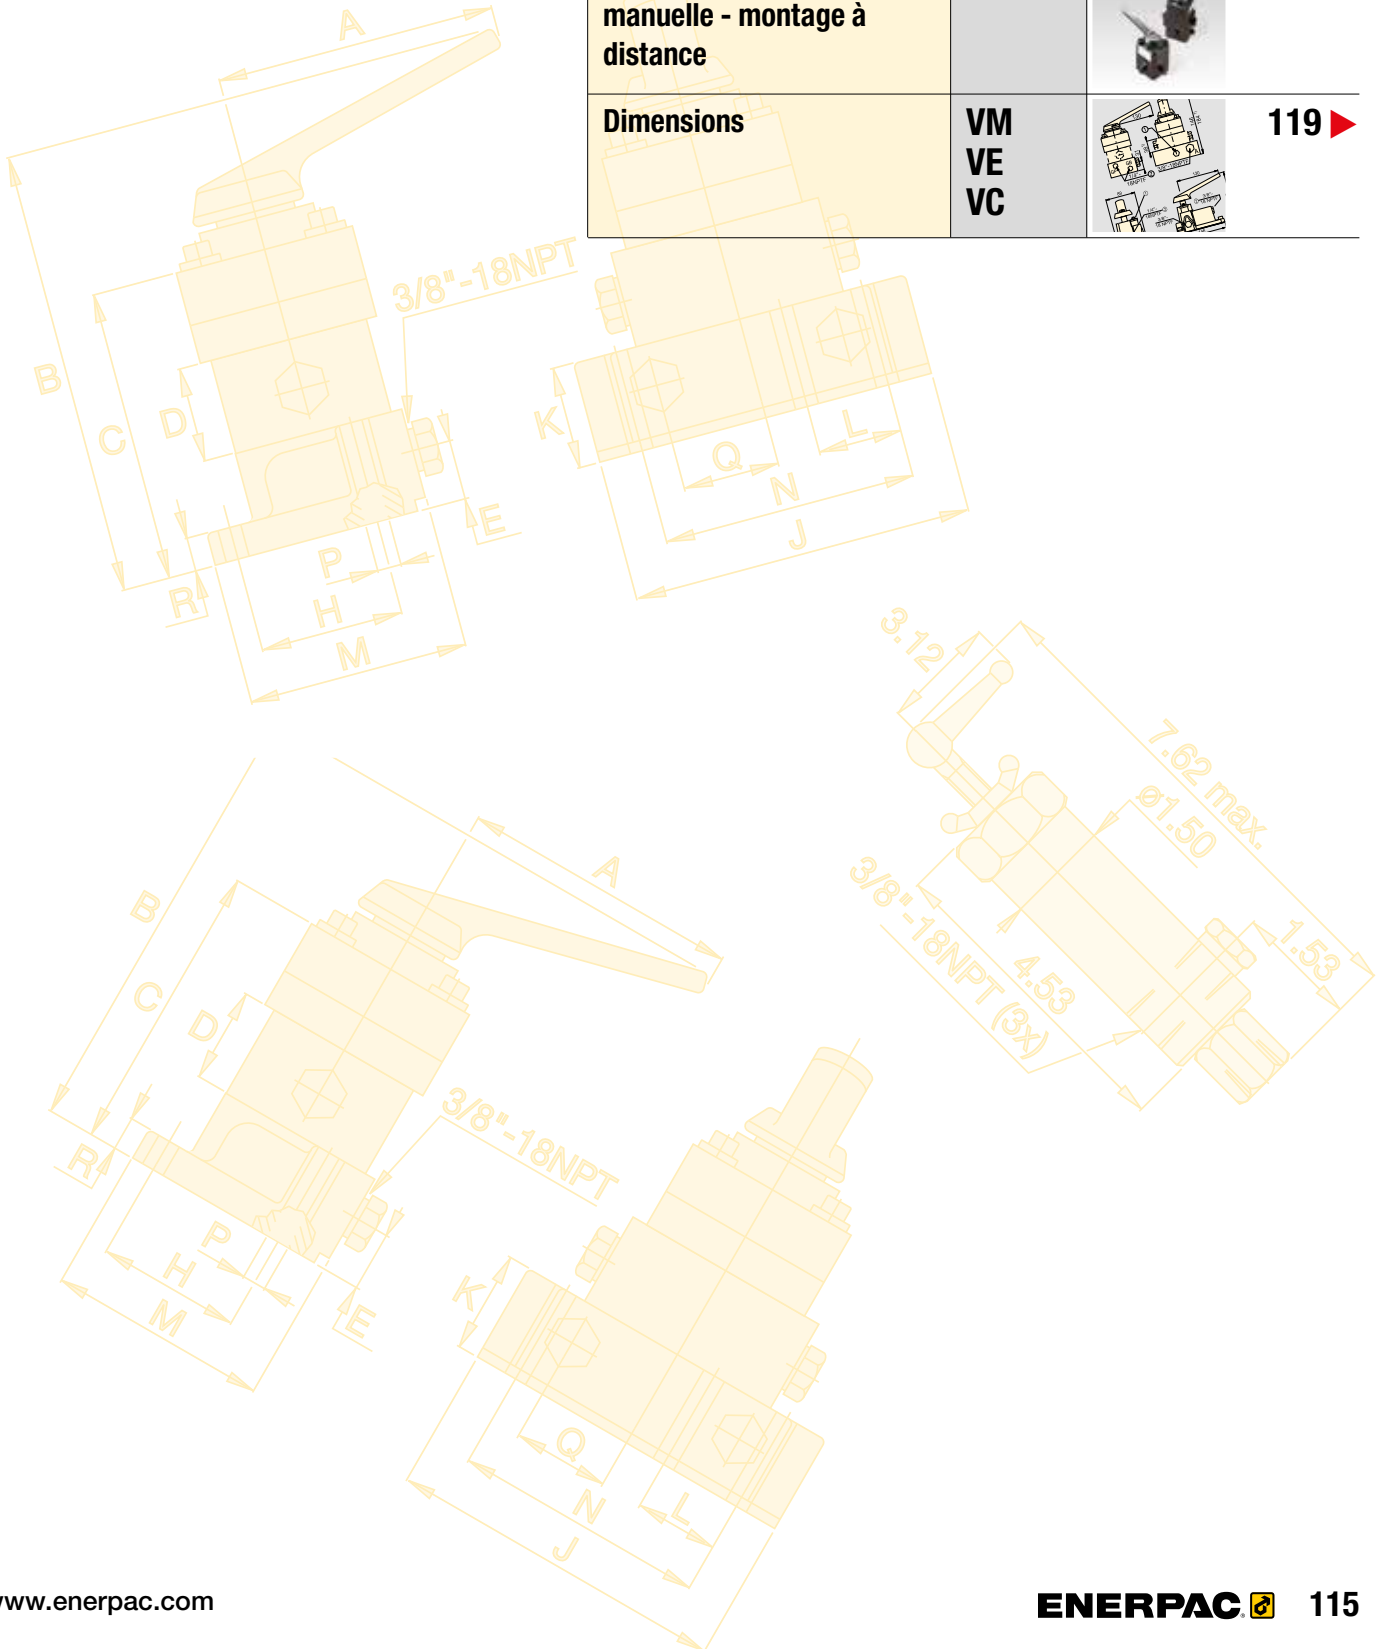 manuelle - montage à
distance
Dimensions
VM
VE
VC
119
A
B
C
D
3/8"-18NPT
E
P
H
R
M
K
L
Q
N
J
3.12
7.62 max.
ø1.50
3/8"-18NPT (3x)
4.53
1.53
A
B
C
D
3/8"-18NPT
R
P
H
M
E
K
Q
N
L
J
www.enerpac.com
ENERPAC
115